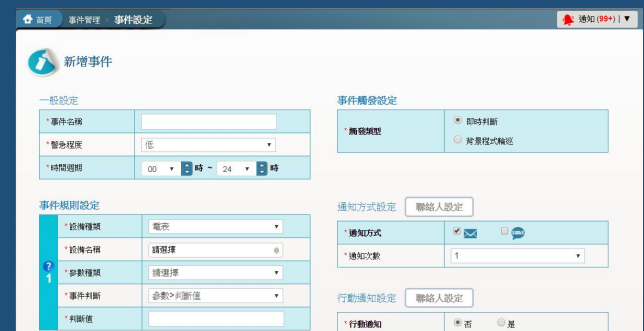 首頁 事件管理 > 事件設定 通知 (99+) | ▼
新增事件
一般設定
*事件名稱
*警急程度 低
*時間週期 00 時 ~ 24 時
事件規則設定
? 1
*設備種類 電表
*設備名稱 請選擇
*參數種類 請選擇
*事件判斷 參數>判斷值
*判斷值
事件觸發設定
*觸發類型 即時判斷
背景程式輪巡
通知方式設定 聯絡人設定
*通知方式
*通知次數 1
行動通知設定 聯絡人設定
*行動通知 否 是